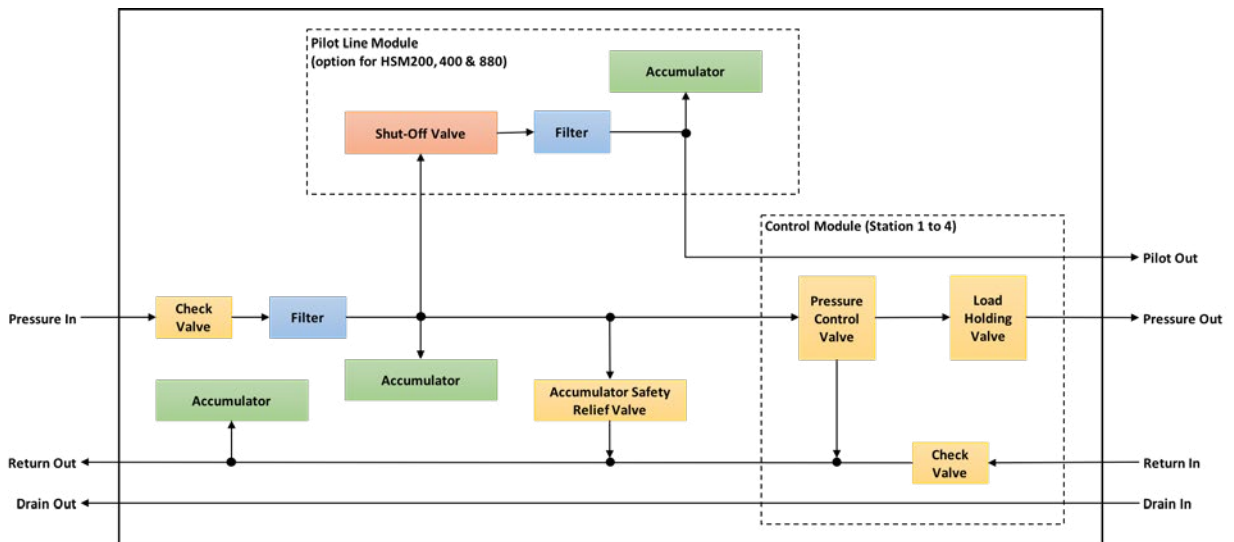 Pilot Line Module
(option for HSM200, 400 & 880)
Accumulator
Shut-Off Valve
Filter
Control Module (Station 1 to 4)
Pilot Out
Pressure In
Check
Valve
Filter
Pressure
Control
Valve
Load
Holding
Valve
Pressure Out
Accumulator
Accumulator
Accumulator Safety
Relief Valve
Return Out
Check
Valve
Return In
Drain Out
Drain In